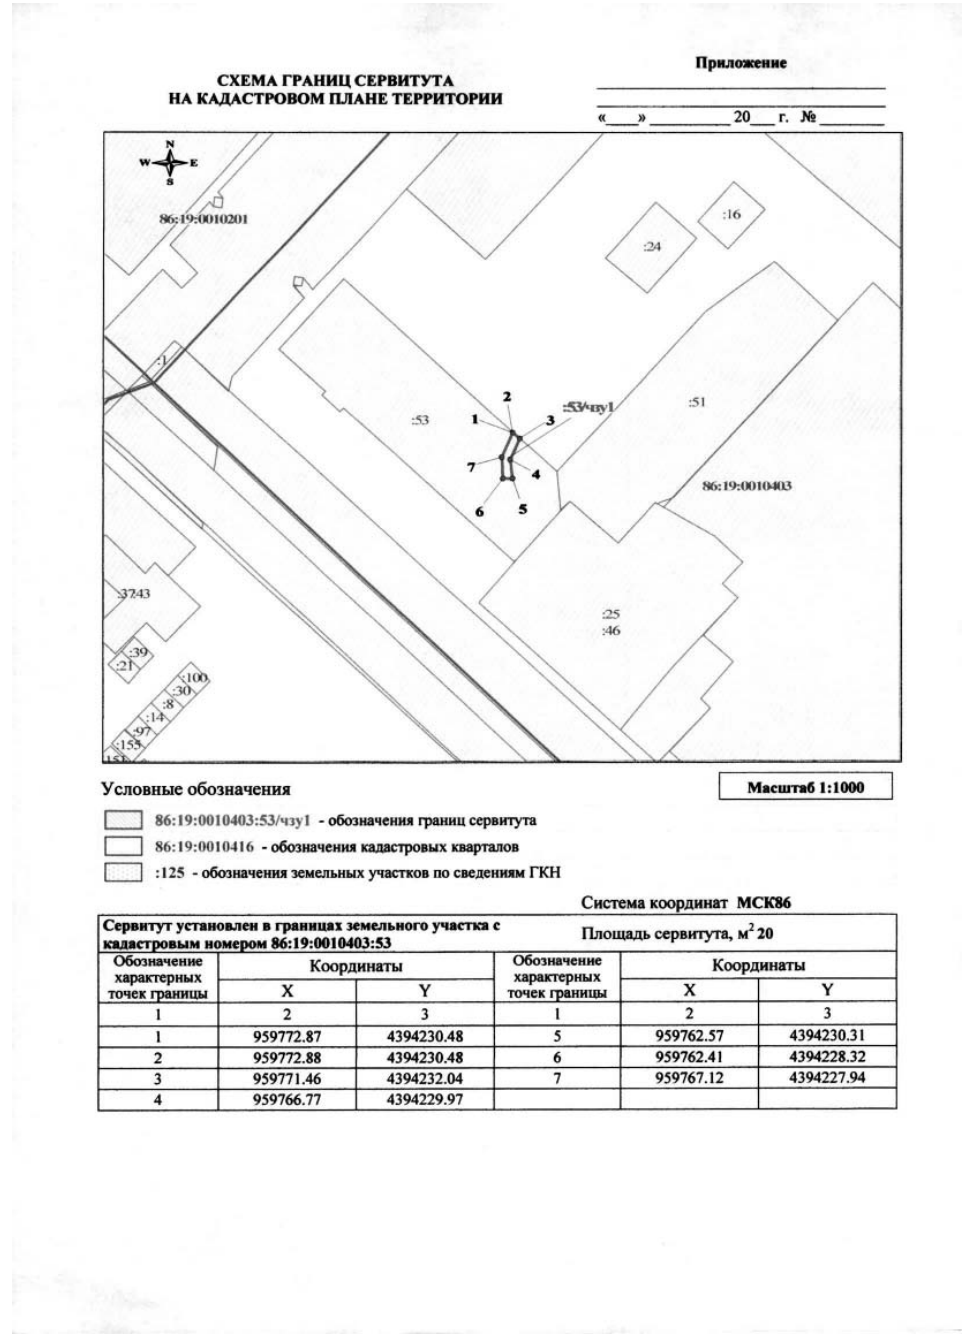 Приложение
СХЕМА ГРАНИЦ СЕРВИТУТА
НА КАДАСТРОВОМ ПЛАНЕ ТЕРРИТОРИИ
«____» __________ 20___ г. № ________
N
W E
S
86:19:0010201
:16
:24
:1
:53
2
1
:53/чзу1
3
:51
7
4
86:19:0010403
6
5
:3743
:25
:46
:39
:21
:100
:30
:8
:14
:97
:155
:151
Условные обозначения
Масштаб 1:1000
86:19:0010403:53/чзу1 - обозначения границ сервитута
86:19:0010416 - обозначения кадастровых кварталов
:125 - обозначения земельных участков по сведениям ГКН
Система координат МСК86
Сервитут установлен в границах земельного участка с
кадастровым номером 86:19:0010403:53
Площадь сервитута, м² 20
Обозначение характерных точек границы Координаты Обозначение характерных точек границы Координаты
X Y X Y
1 2 3 1 2 3
1 959772.87 4394230.48 5 959762.57 4394230.31
2 959772.88 4394230.48 6 959762.41 4394228.32
3 959771.46 4394232.04 7 959767.12 4394227.94
4 959766.77 4394229.97